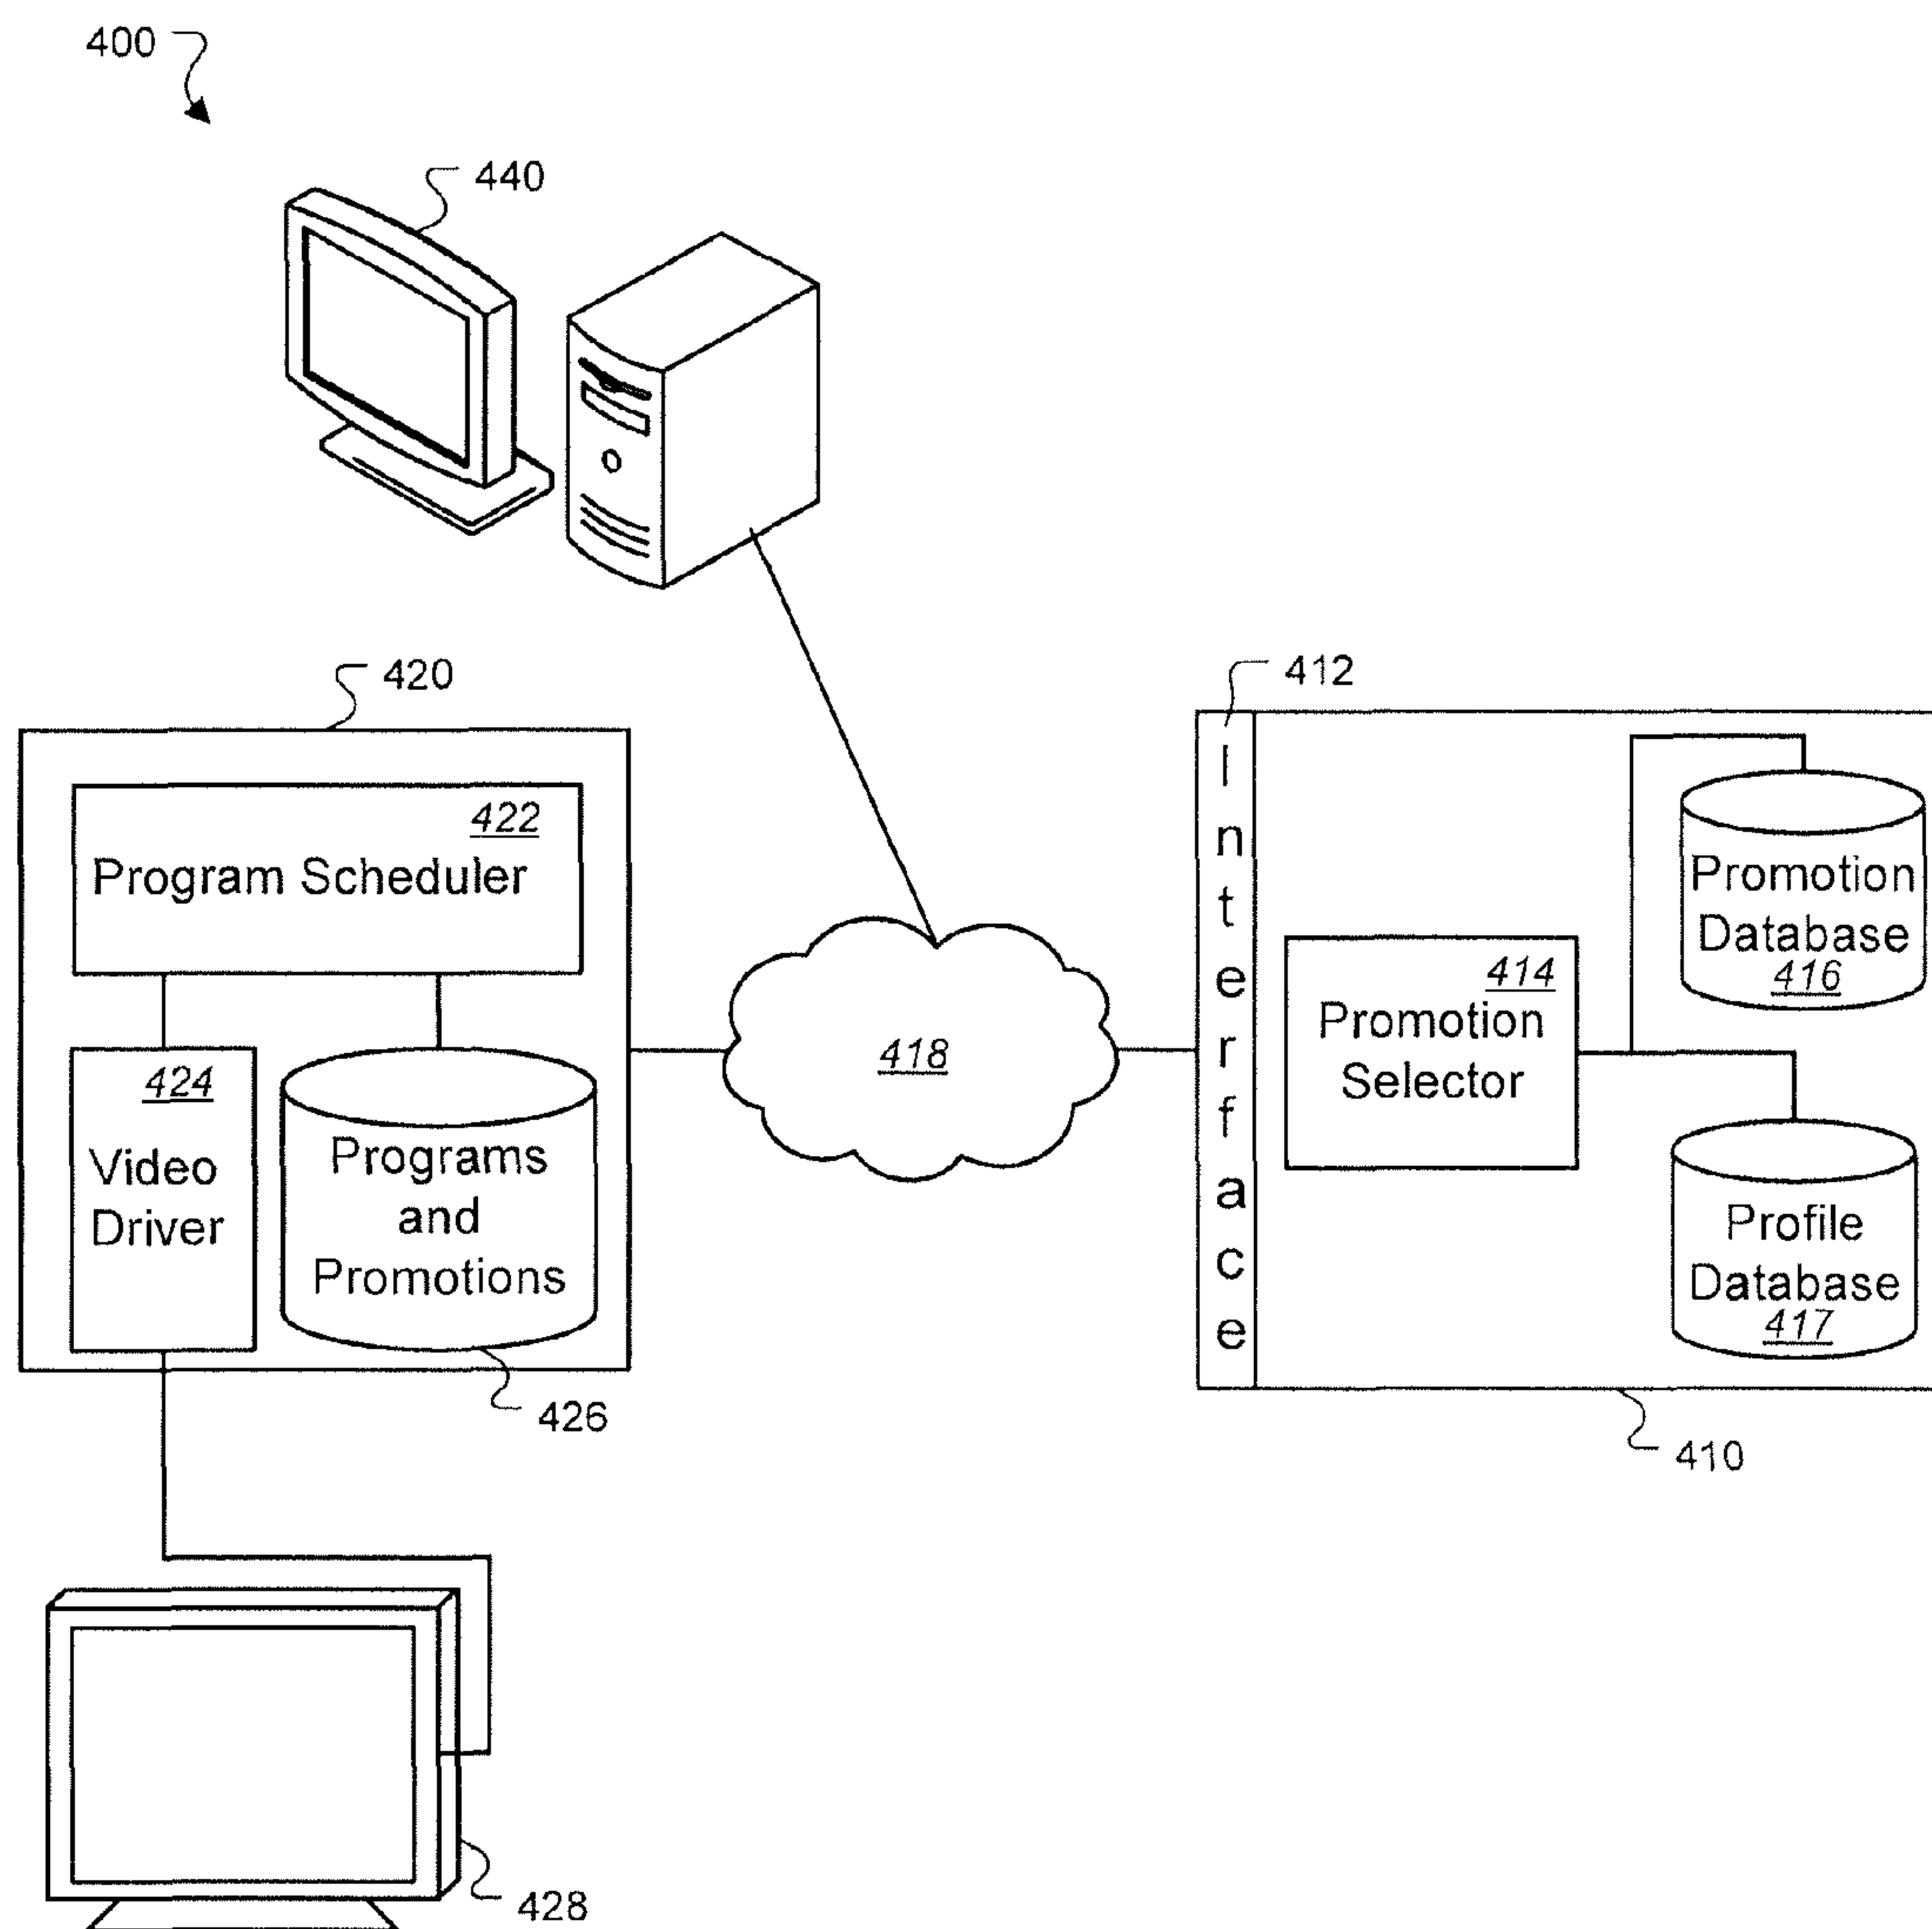 400
440
420
412
422
Program Scheduler
424
Video
Driver
Programs
and
Promotions
426
418
Interface
414
Promotion
Selector
Promotion
Database
416
Profile
Database
417
410
428